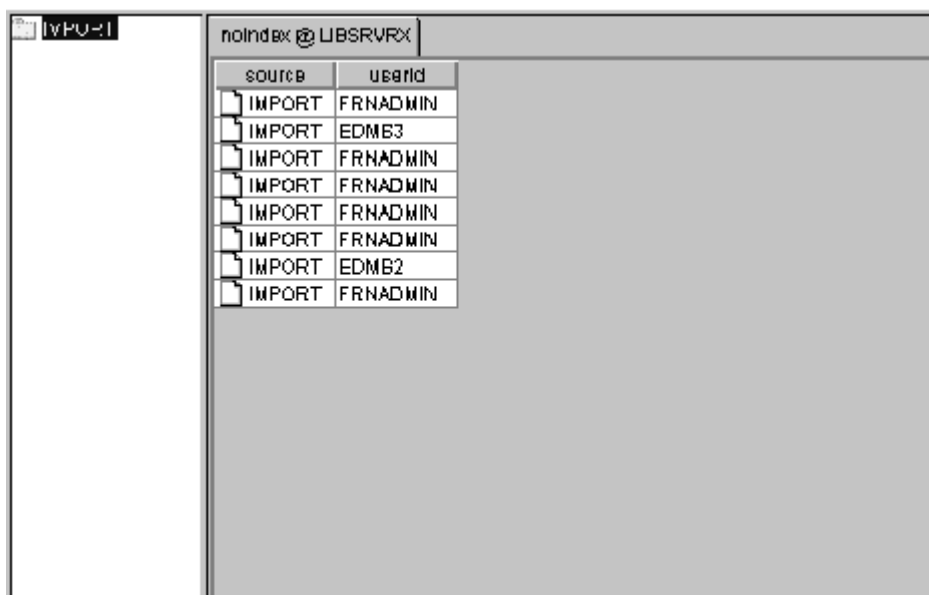 IMPORT
noindex @ LIBSRVRX
source userid
IMPORT FRNADMIN
IMPORT EDMB3
IMPORT FRNADMIN
IMPORT FRNADMIN
IMPORT FRNADMIN
IMPORT FRNADMIN
IMPORT EDMB2
IMPORT FRNADMIN